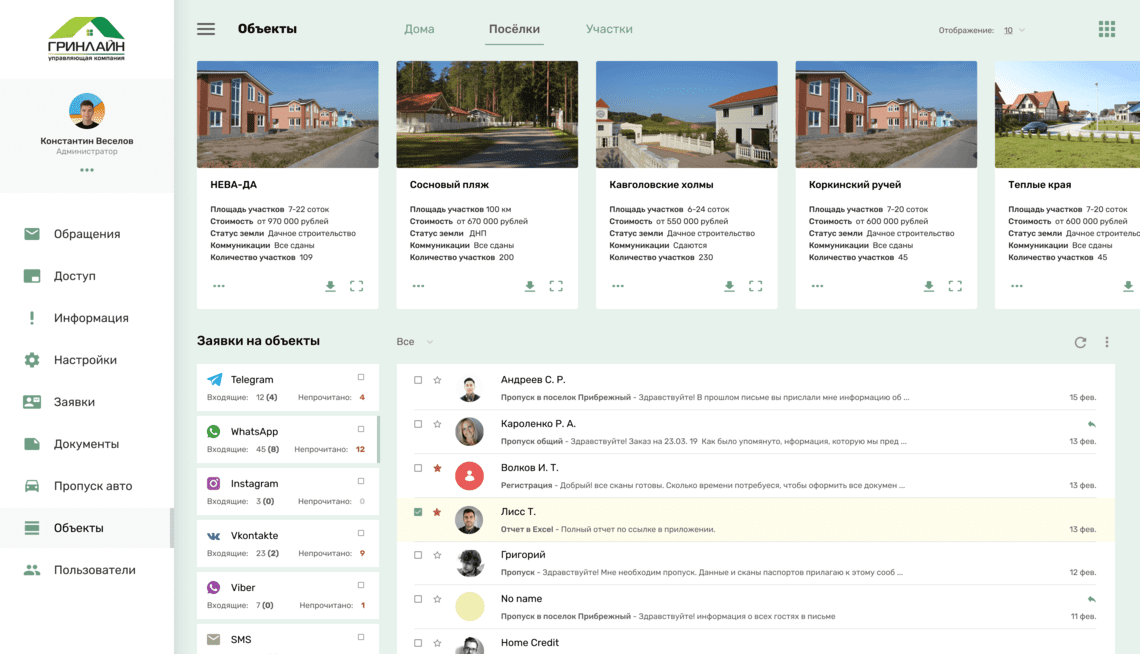 ГРИНЛАЙН
управляющая компания
Константин Веселов
Администратор
Обращения
Доступ
Информация
Настройки
Заявки
Документы
Пропуск авто
Объекты
Пользователи
Объекты
Дома Посёлки Участки
Отображение: 10
НЕВА-ДА
Площадь участков 7-22 соток
Стоимость от 970 000 рублей
Статус земли Дачное строительство
Коммуникации Все сданы
Количество участков 109
Сосновый пляж
Площадь участков 100 км
Стоимость от 670 000 рублей
Статус земли ДНП
Коммуникации Все сданы
Количество участков 200
Кавголовские холмы
Площадь участков 6-24 соток
Стоимость от 550 000 рублей
Статус земли Дачное строительство
Коммуникации Сдаются
Количество участков 230
Коркинский ручей
Площадь участков 7-20 соток
Стоимость от 600 000 рублей
Статус земли Дачное строительство
Коммуникации Все сданы
Количество участков 45
Теплые края
Площадь участков 7-20 соток
Стоимость от 600 000 рублей
Статус земли Дачное строительс
Коммуникации Все сданы
Количество участков 45
Заявки на объекты
Все
Telegram
Входящие: 12 (4) Непрочитано: 4
WhatsApp
Входящие: 45 (8) Непрочитано: 12
Instagram
Входящие: 3 (0) Непрочитано: 0
Vkontakte
Входящие: 23 (2) Непрочитано: 9
Viber
Входящие: 7 (0) Непрочитано: 1
SMS
Андреев С. Р.
Пропуск в поселок Прибрежный - Здравствуйте! В прошлом письме вы прислали мне информацию об ... 15 фев.
Кароленко Р. А.
Пропуск общий - Здравствуйте! Заказ на 23.03. 19 Как было упомянуто, нформация, которую мы пред ... 13 фев.
Волков И. Т.
Регистрация - Добрый! все сканы готовы. Сколько времени потребуеся, чтобы оформить все докумен ... 13 фев.
Лисс Т.
Отчет в Excel - Полный отчет по ссылке в приложении. 13 фев.
Григорий
Пропуск - Здравствуйте! Мне необходим пропуск. Данные и сканы паспортов прилагаю к этому сооб ... 12 фев.
No name
Пропуск в поселок Прибрежный - Здравствуйте! информация о всех гостях в письме 11 фев.
Home Credit